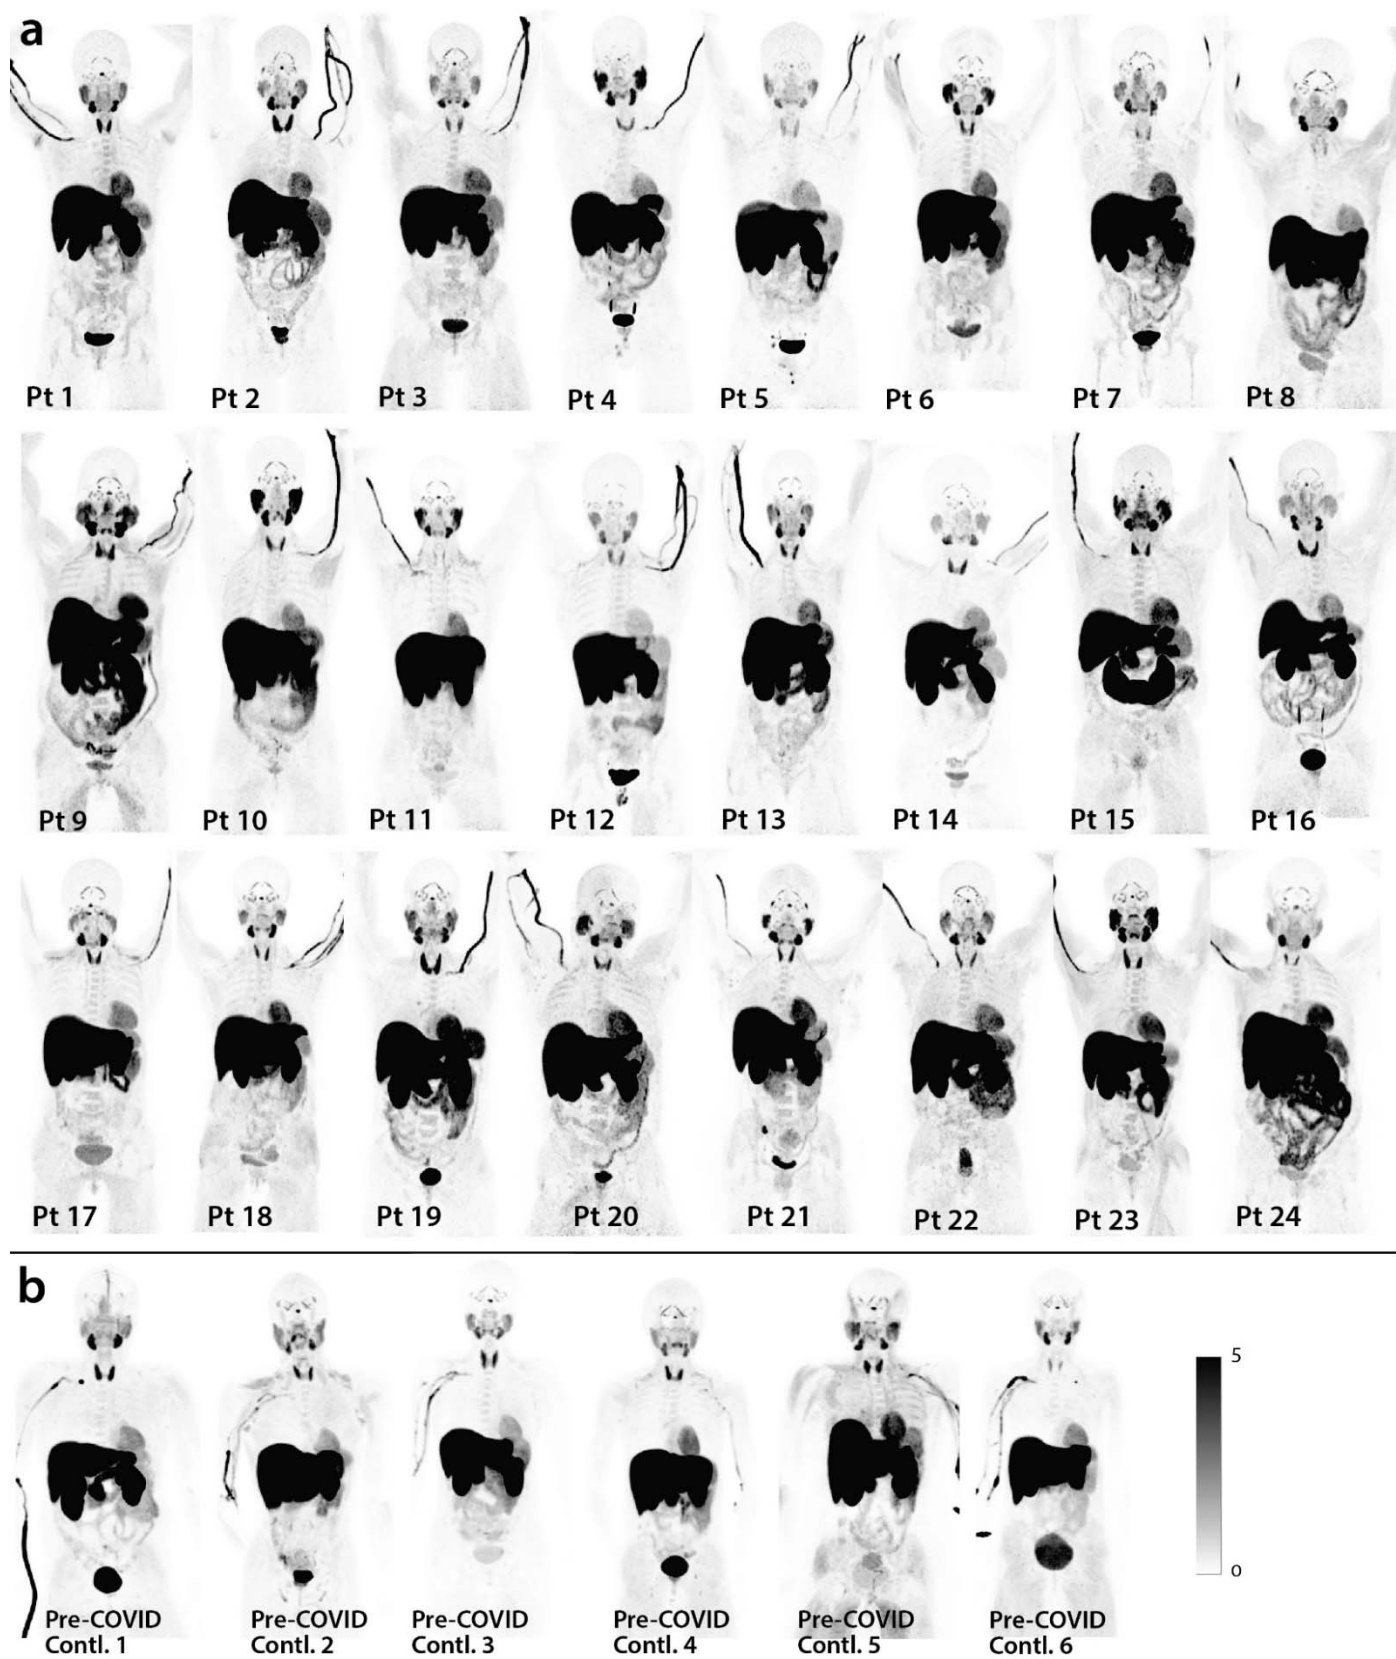 a
Pt 1
Pt 2
Pt 3
Pt 4
Pt 5
Pt 6
Pt 7
Pt 8
Pt 9
Pt 10
Pt 11
Pt 12
Pt 13
Pt 14
Pt 15
Pt 16
Pt 17
Pt 18
Pt 19
Pt 20
Pt 21
Pt 22
Pt 23
Pt 24
b
5
0
Pre-COVID
Contl. 1
Pre-COVID
Contl. 2
Pre-COVID
Contl. 3
Pre-COVID
Contl. 4
Pre-COVID
Contl. 5
Pre-COVID
Contl. 6